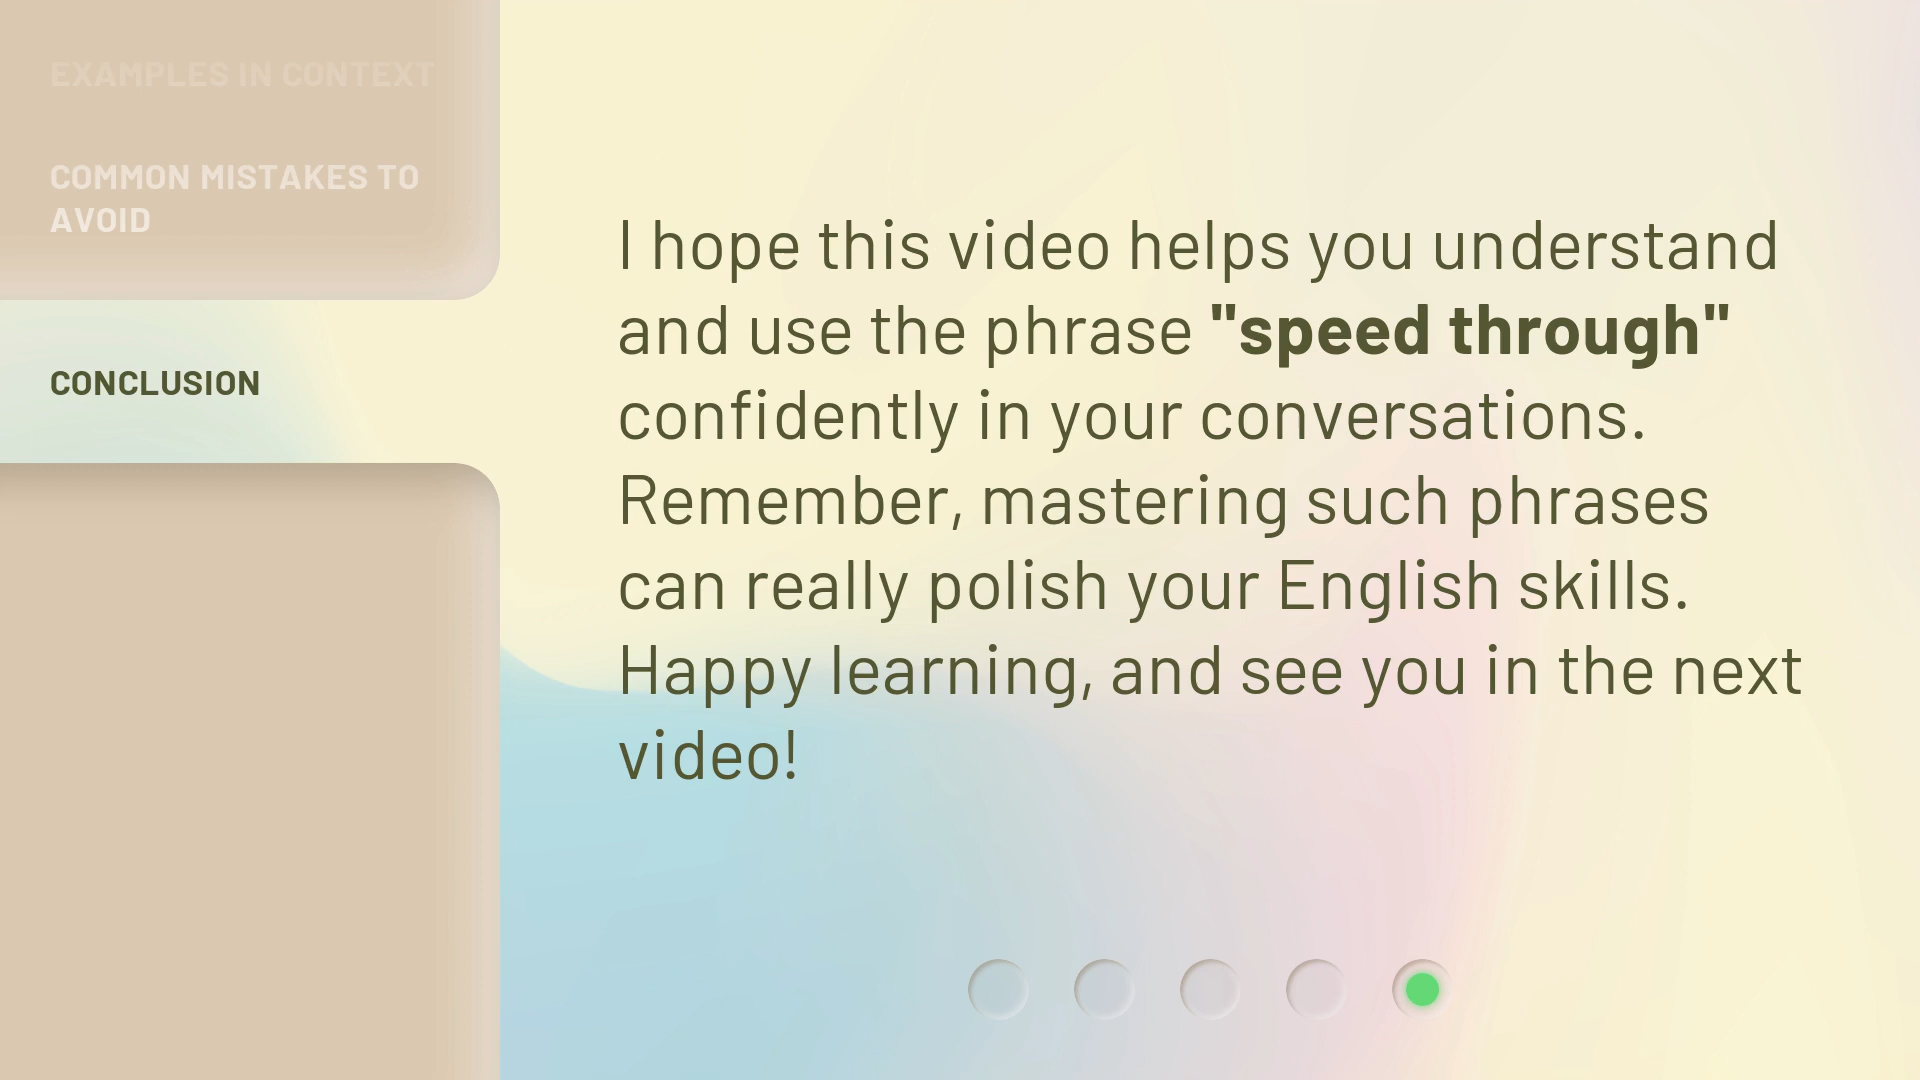 EXAMPLES IN CONTEXT
COMMON MISTAKES TO
AVOID
CONCLUSION
I hope this video helps you understand
and use the phrase "speed through"
confidently in your conversations.
Remember, mastering such phrases
can really polish your English skills.
Happy learning, and see you in the next
video!